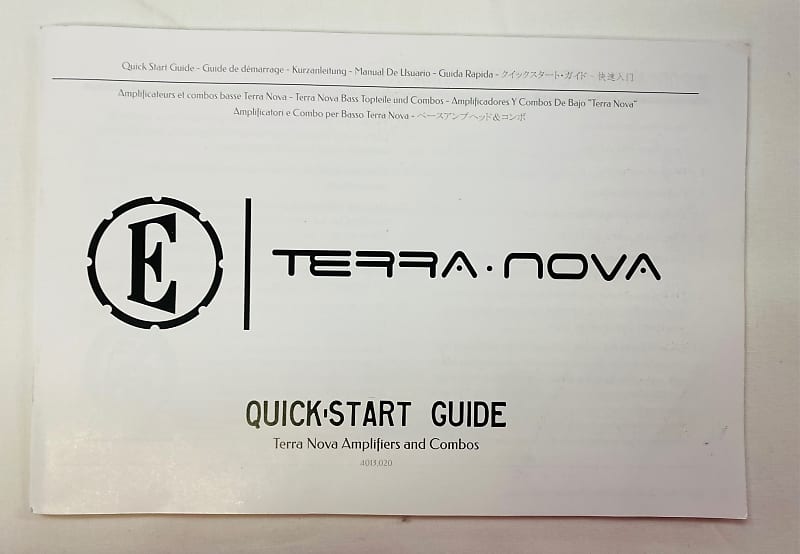 Quick Start Guide - Guide de démarrage - Kurzanleitung - Manual De Usuario - Guida Rapida - クイックスタート・ガイド - 快速入门
Amplificateurs et combos basse Terra Nova - Terra Nova Bass Topteile und Combos - Amplificadores Y Combos De Bajo "Terra Nova"
Amplificatori e Combo per Basso Terra Nova - ベースアンプヘッド&コンボ
E
TERRA·NOVA
QUICK·START GUIDE
Terra Nova Amplifiers and Combos
4013,020